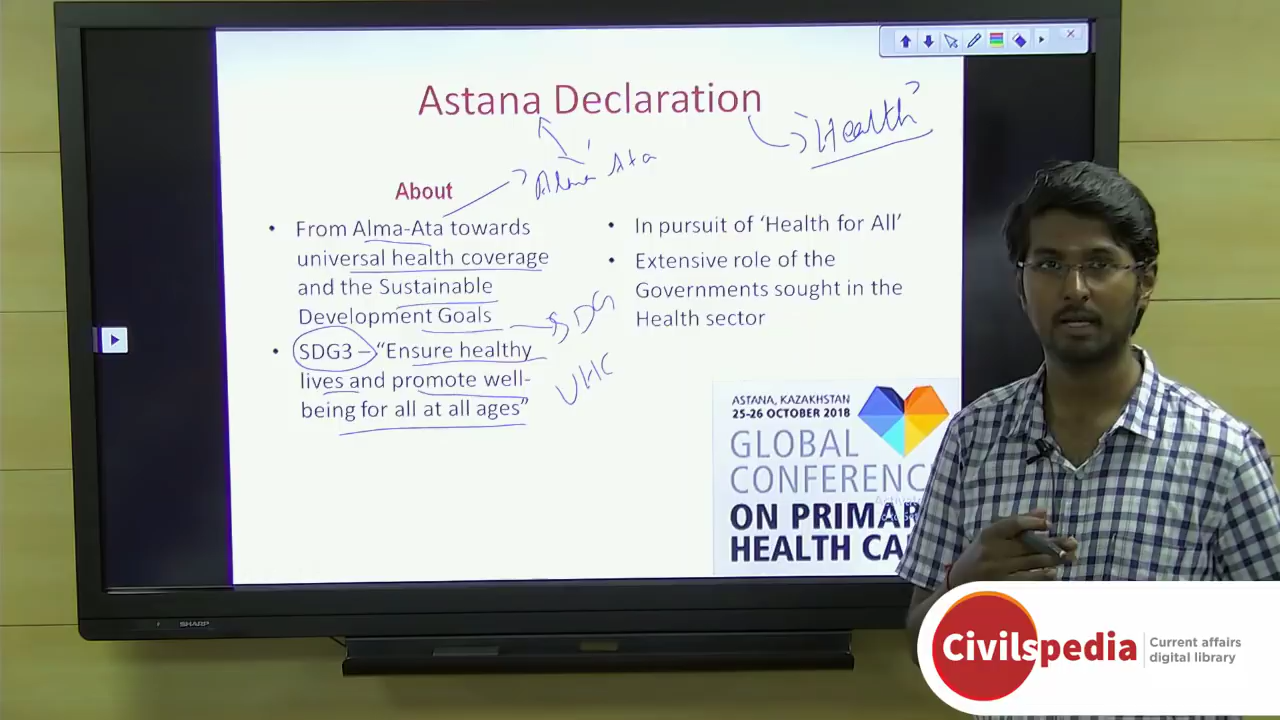 Astana Declaration
Health
Alma Ata
About
• From Alma-Ata towards
universal health coverage
and the Sustainable
Development Goals
SDG
• SDG3 – “Ensure healthy
lives and promote well-
being for all at all ages”
UHC
• In pursuit of ‘Health for All’
• Extensive role of the
Governments sought in the
Health sector
ASTANA, KAZAKHSTAN
25-26 OCTOBER 2018
GLOBAL
CONFERENC
ON PRIMAR
HEALTH CA
SHARP
Civilspedia
Current affairs
digital library